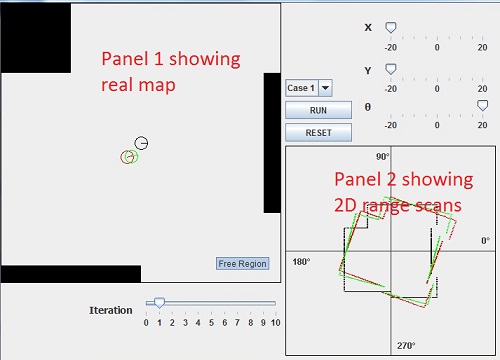 Panel 1 showing
real map
Free Region
Iteration
0 1 2 3 4 5 6 7 8 9 10
X
-20 0 20
Y
-20 0 20
θ
-20 0 20
Case 1
RUN
RESET
90°
Panel 2 showing
2D range scans
0°
180°
270°